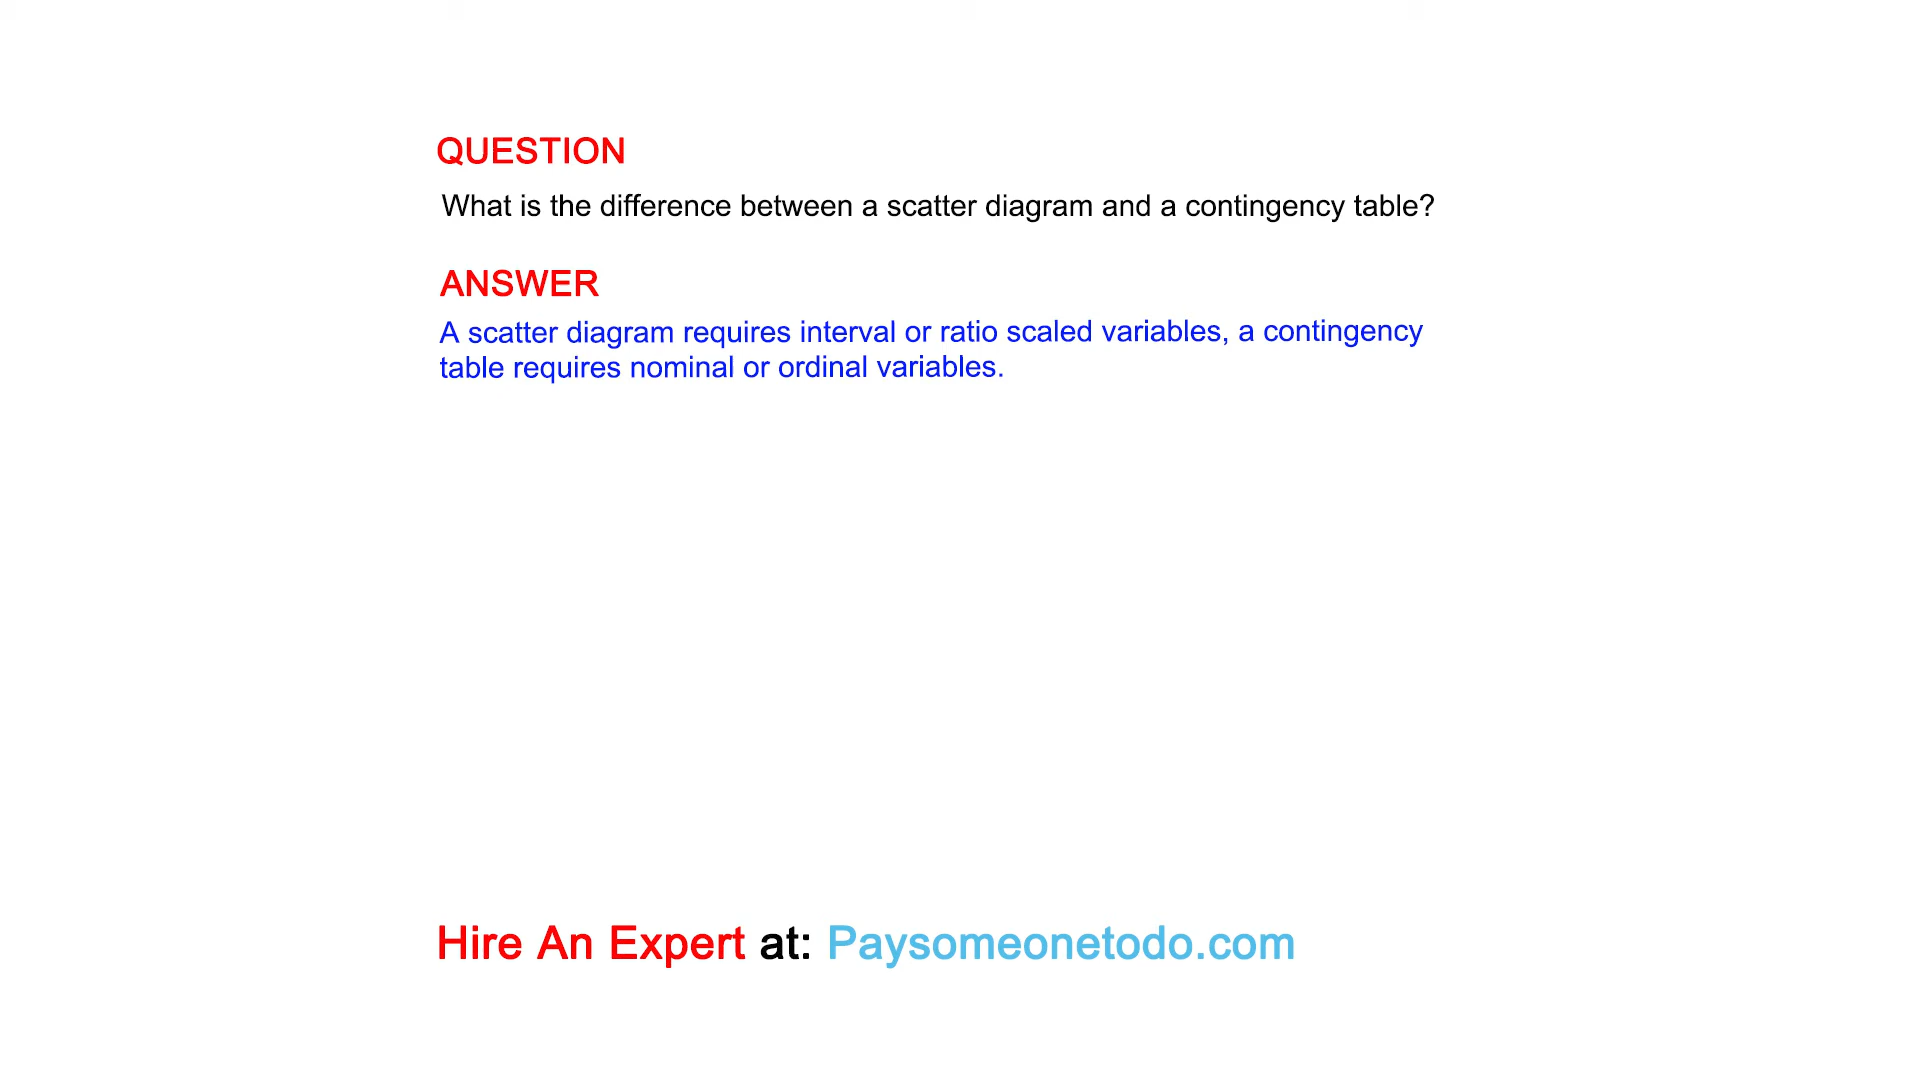 QUESTION
What is the difference between a scatter diagram and a contingency table?
ANSWER
A scatter diagram requires interval or ratio scaled variables, a contingency
table requires nominal or ordinal variables.
Hire An Expert at: Paysomeonetodo.com